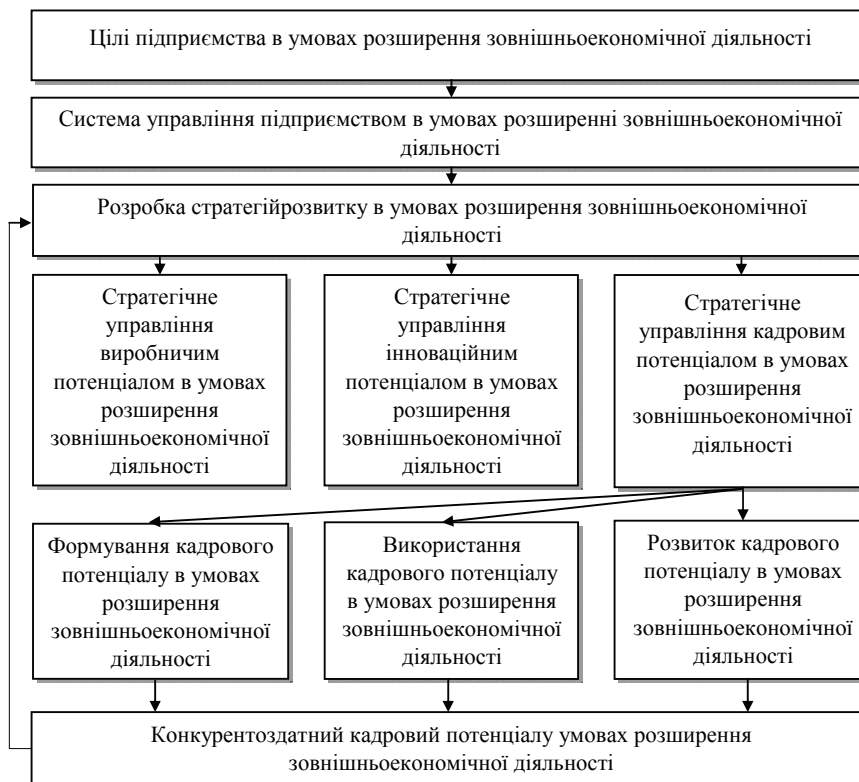 Цілі підприємства в умовах розширення зовнішньоекономічної діяльності
Система управління підприємством в умовах розширенні зовнішньоекономічної
діяльності
Розробка стратегійрозвитку в умовах розширення зовнішньоекономічної
діяльності
Стратегічне
управління
виробничим
потенціалом в умовах
розширення
зовнішньоекономічної
діяльності
Стратегічне
управління
інноваційним
потенціалом в умовах
розширення
зовнішньоекономічної
діяльності
Стратегічне
управління кадровим
потенціалом в умовах
розширення
зовнішньоекономічної
діяльності
Формування кадрового
потенціалу в умовах
розширення
зовнішньоекономічної
діяльності
Використання
кадрового потенціалу
в умовах розширення
зовнішньоекономічної
діяльності
Розвиток кадрового
потенціалу в умовах
розширення
зовнішньоекономічної
діяльності
Конкурентоздатний кадровий потенціалу умовах розширення
зовнішньоекономічної діяльності